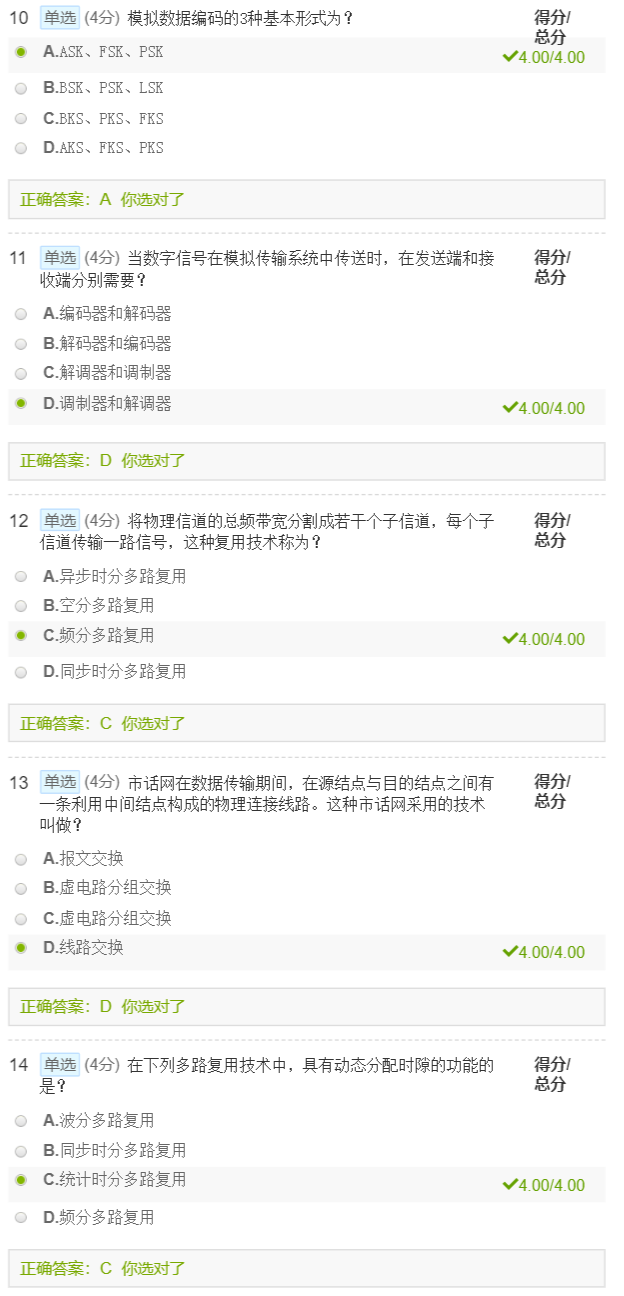 10 单选 (4分) 模拟数据编码的3种基本形式为？ 得分/
总分
A.ASK、FSK、PSK 4.00/4.00
B.BSK、PSK、LSK
C.BKS、PKS、FKS
D.AKS、FKS、PKS
正确答案：A 你选对了
11 单选 (4分) 当数字信号在模拟传输系统中传送时，在发送端和接 得分/
收端分别需要？ 总分
A.编码器和解码器
B.解码器和编码器
C.解调器和调制器
D.调制器和解调器 4.00/4.00
正确答案：D 你选对了
12 单选 (4分) 将物理信道的总频带宽分割成若干个子信道，每个子 得分/
信道传输一路信号，这种复用技术称为？ 总分
A.异步时分多路复用
B.空分多路复用
C.频分多路复用 4.00/4.00
D.同步时分多路复用
正确答案：C 你选对了
13 单选 (4分) 市话网在数据传输期间，在源结点与目的结点之间有 得分/
一条利用中间结点构成的物理连接线路。这种市话网采用的技术 总分
叫做？
A.报文交换
B.虚电路分组交换
C.虚电路分组交换
D.线路交换 4.00/4.00
正确答案：D 你选对了
14 单选 (4分) 在下列多路复用技术中，具有动态分配时隙的功能的 得分/
是？ 总分
A.波分多路复用
B.同步时分多路复用
C.统计时分多路复用 4.00/4.00
D.频分多路复用
正确答案：C 你选对了